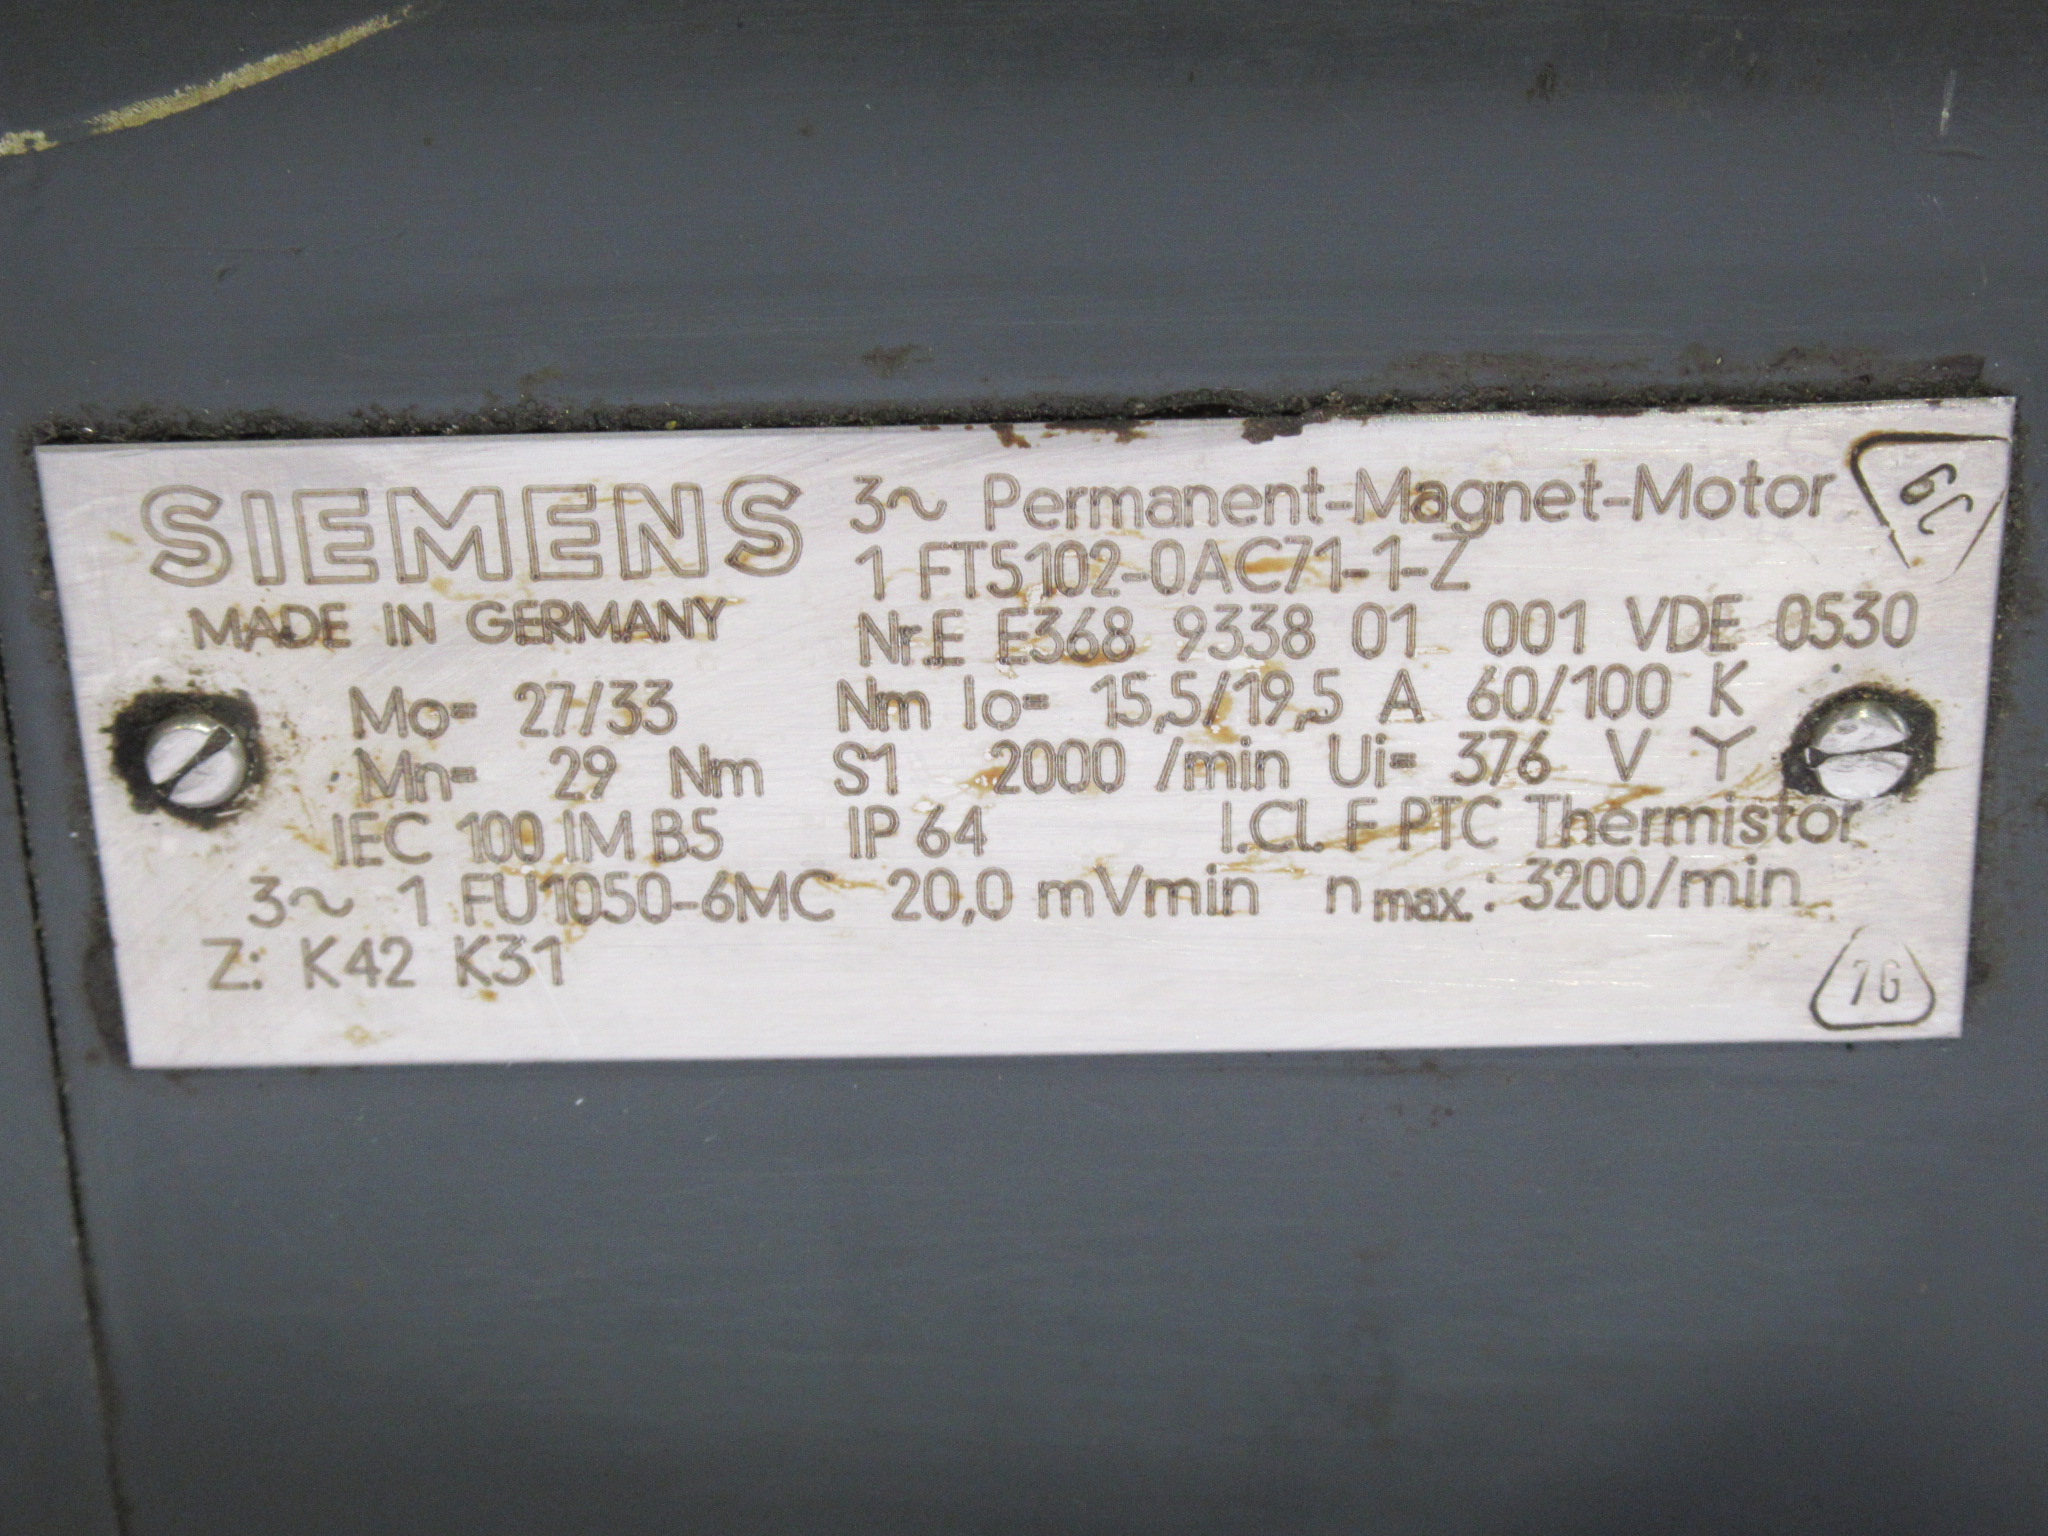 SIEMENS
MADE IN GERMANY
3~ Permanent-Magnet-Motor
1 FT5102-0AC71-1-Z
Nr.E E368 9338 01 001 VDE 0530
Mo= 27/33 Nm Io= 15,5/19,5 A 60/100 K
Mn= 29 Nm S1 2000 /min Ui= 376 V Y
IEC 100 IM B5 IP 64 I.Cl. F PTC Thermistor
3~ 1 FU1050-6MC 20,0 mVmin n max.: 3200/min
Z: K42 K31
6C
7G